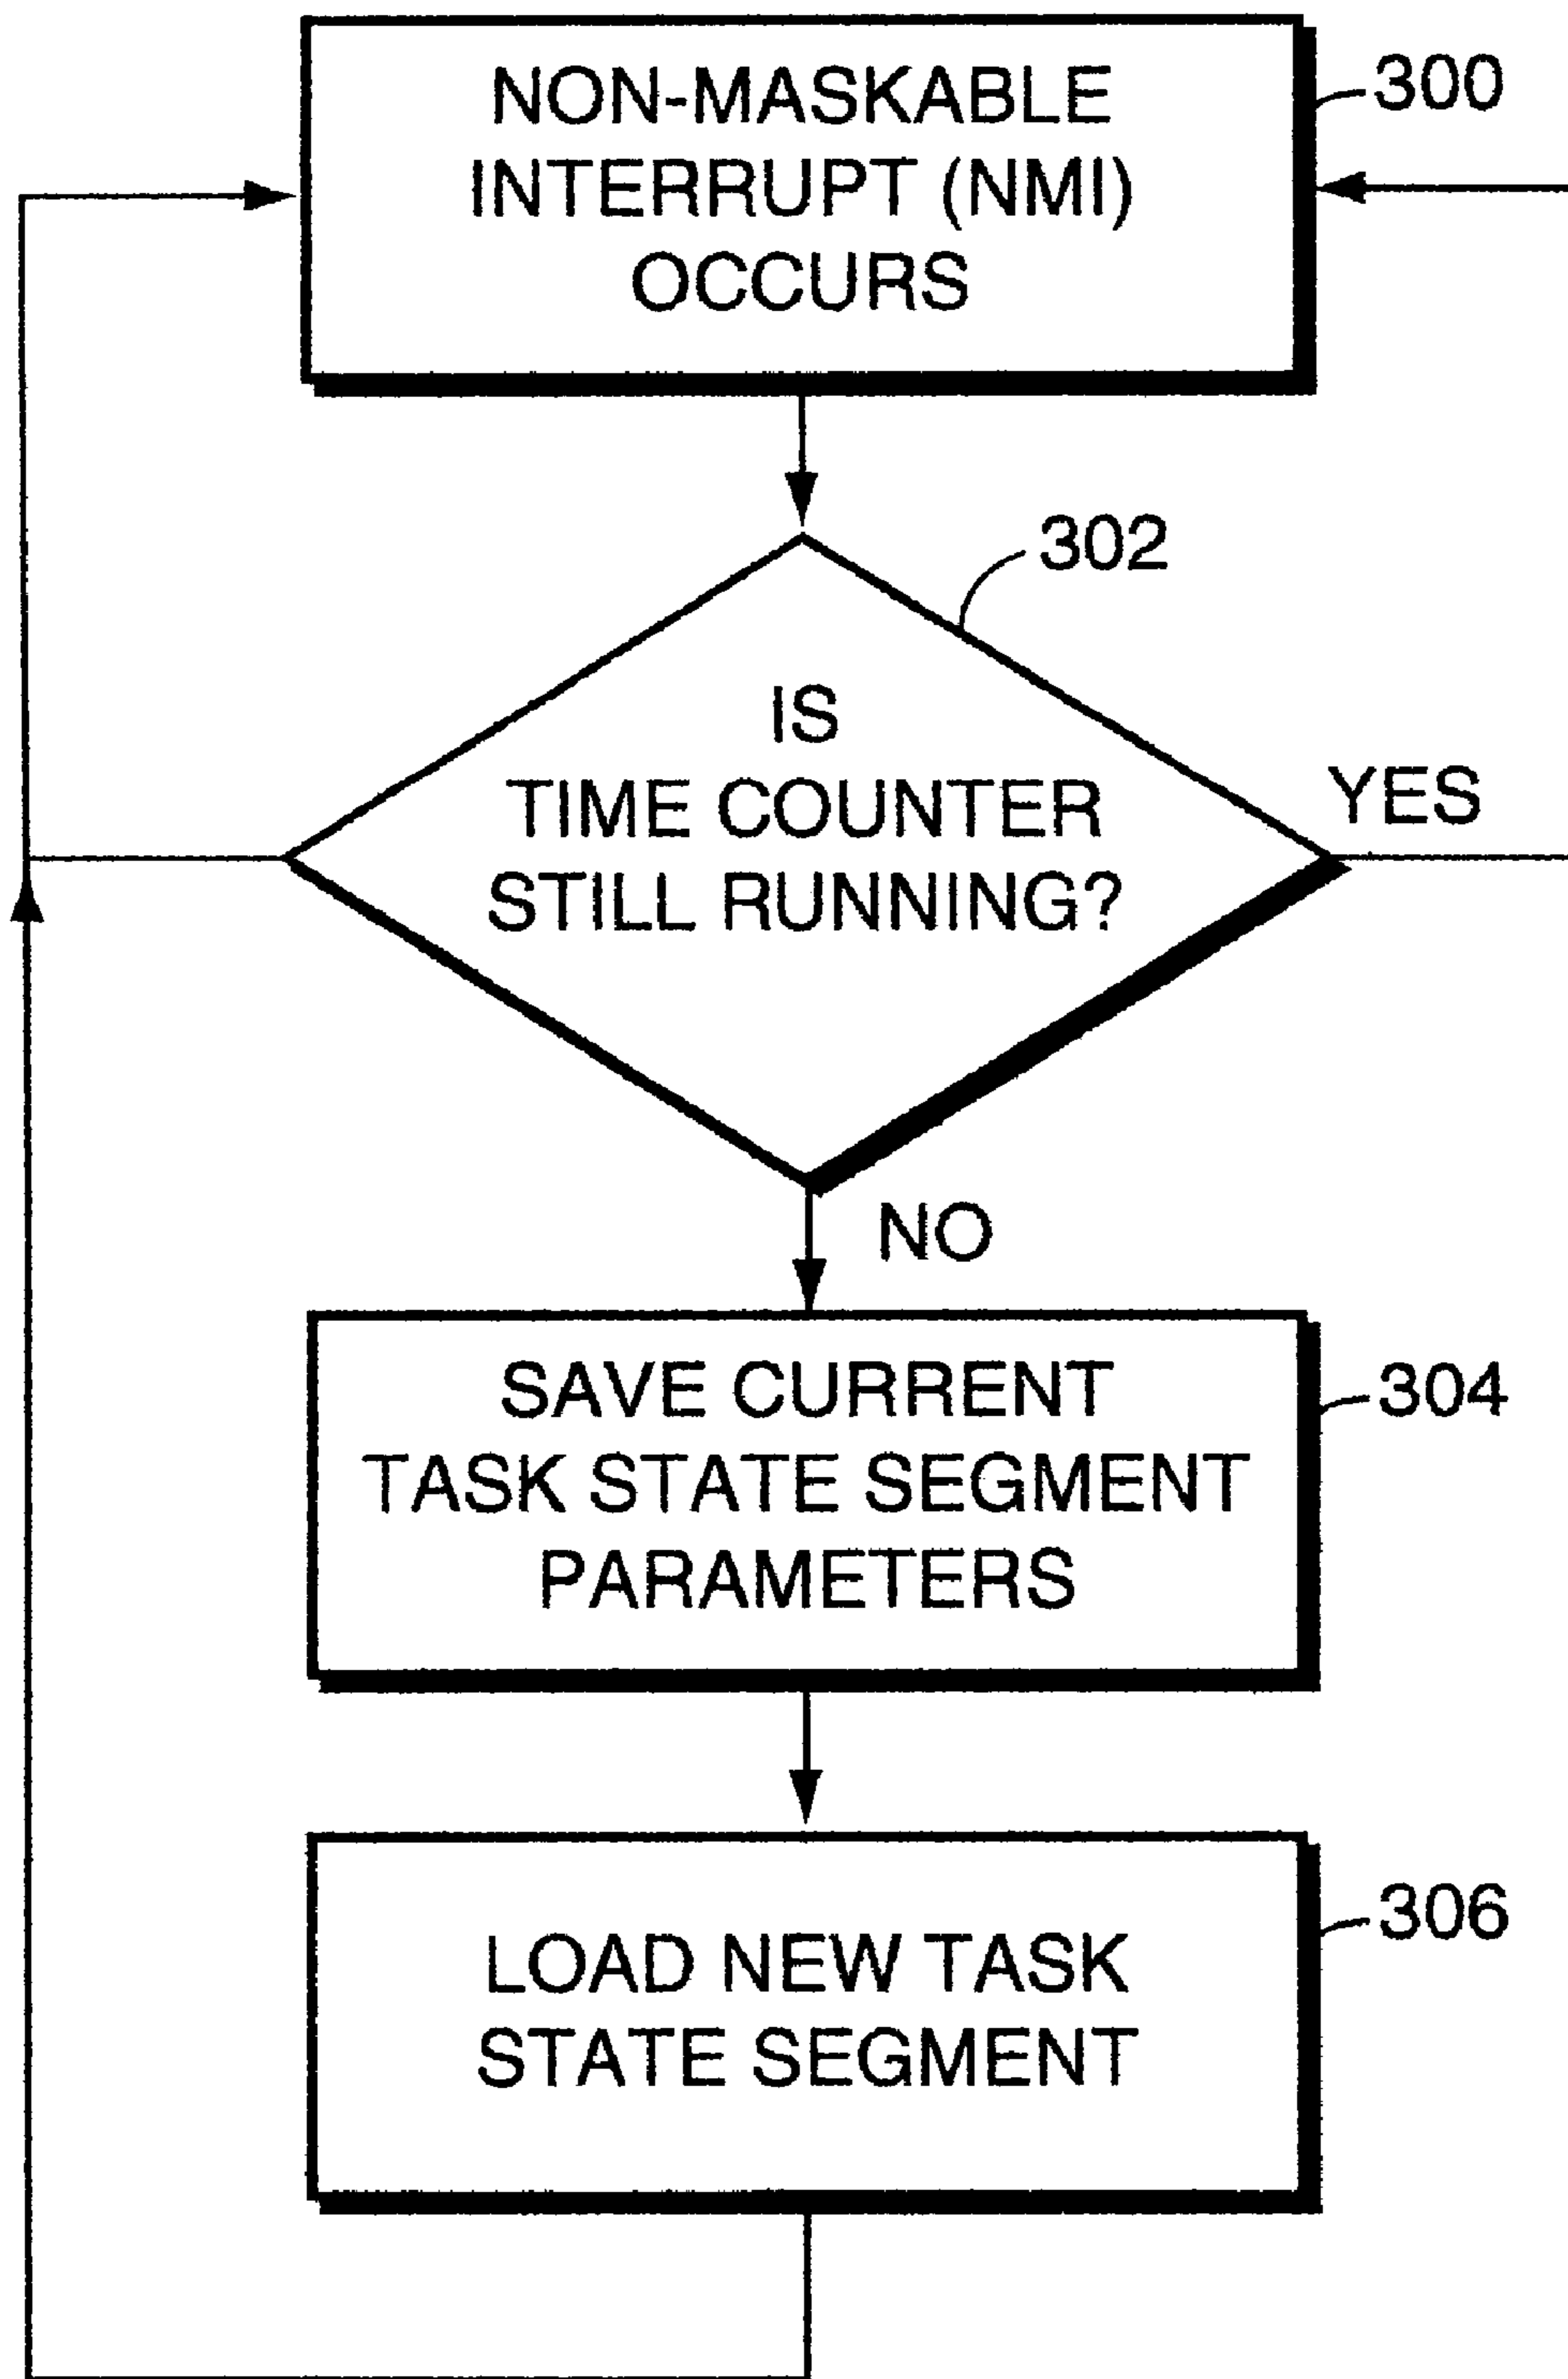 NON-MASKABLE
INTERRUPT (NMI)
OCCURS
300
302
IS
TIME COUNTER
STILL RUNNING?
YES
NO
SAVE CURRENT
TASK STATE SEGMENT
PARAMETERS
304
LOAD NEW TASK
STATE SEGMENT
306